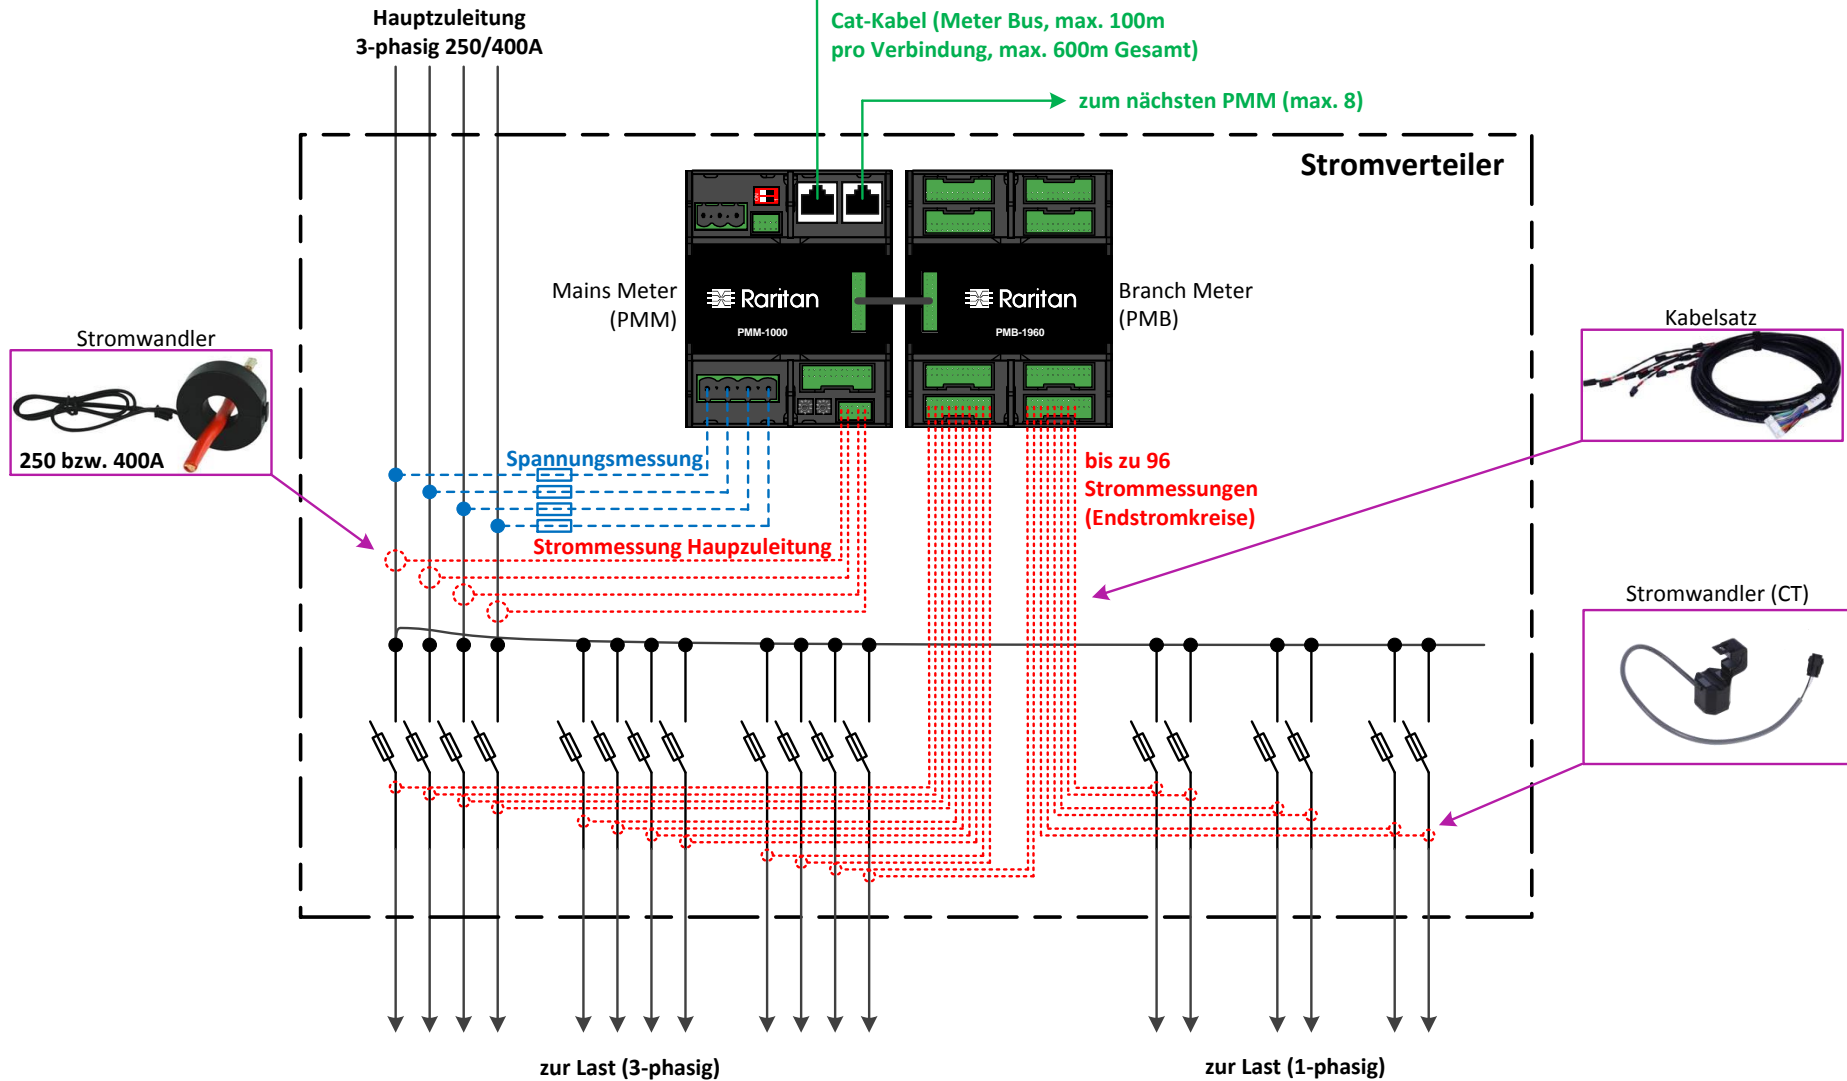 Hauptzuleitung
3-phasig 250/400A
Cat-Kabel (Meter Bus, max. 100m
pro Verbindung, max. 600m Gesamt)
zum nächsten PMM (max. 8)
Stromverteiler
Mains Meter
(PMM)
Raritan
PMM-1000
Raritan
PMB-1960
Branch Meter
(PMB)
Stromwandler
250 bzw. 400A
Kabelsatz
Spannungsmessung
bis zu 96
Strommessungen
(Endstromkreise)
Strommessung Haupzuleitung
Stromwandler (CT)
zur Last (3-phasig)
zur Last (1-phasig)